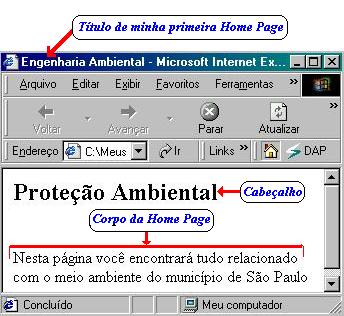 Título de minha primeira Home Page
Engenharia Ambiental - Microsoft Internet Ex...
Arquivo Editar Exibir Favoritos Ferramentas »
Voltar Avançar Parar Atualizar »
Endereço C:\Meus Ir Links » DAP
Proteção Ambiental
Cabeçalho
Corpo da Home Page
Nesta página você encontrará tudo relacionado
com o meio ambiente do município de São Paulo
Concluído Meu computador